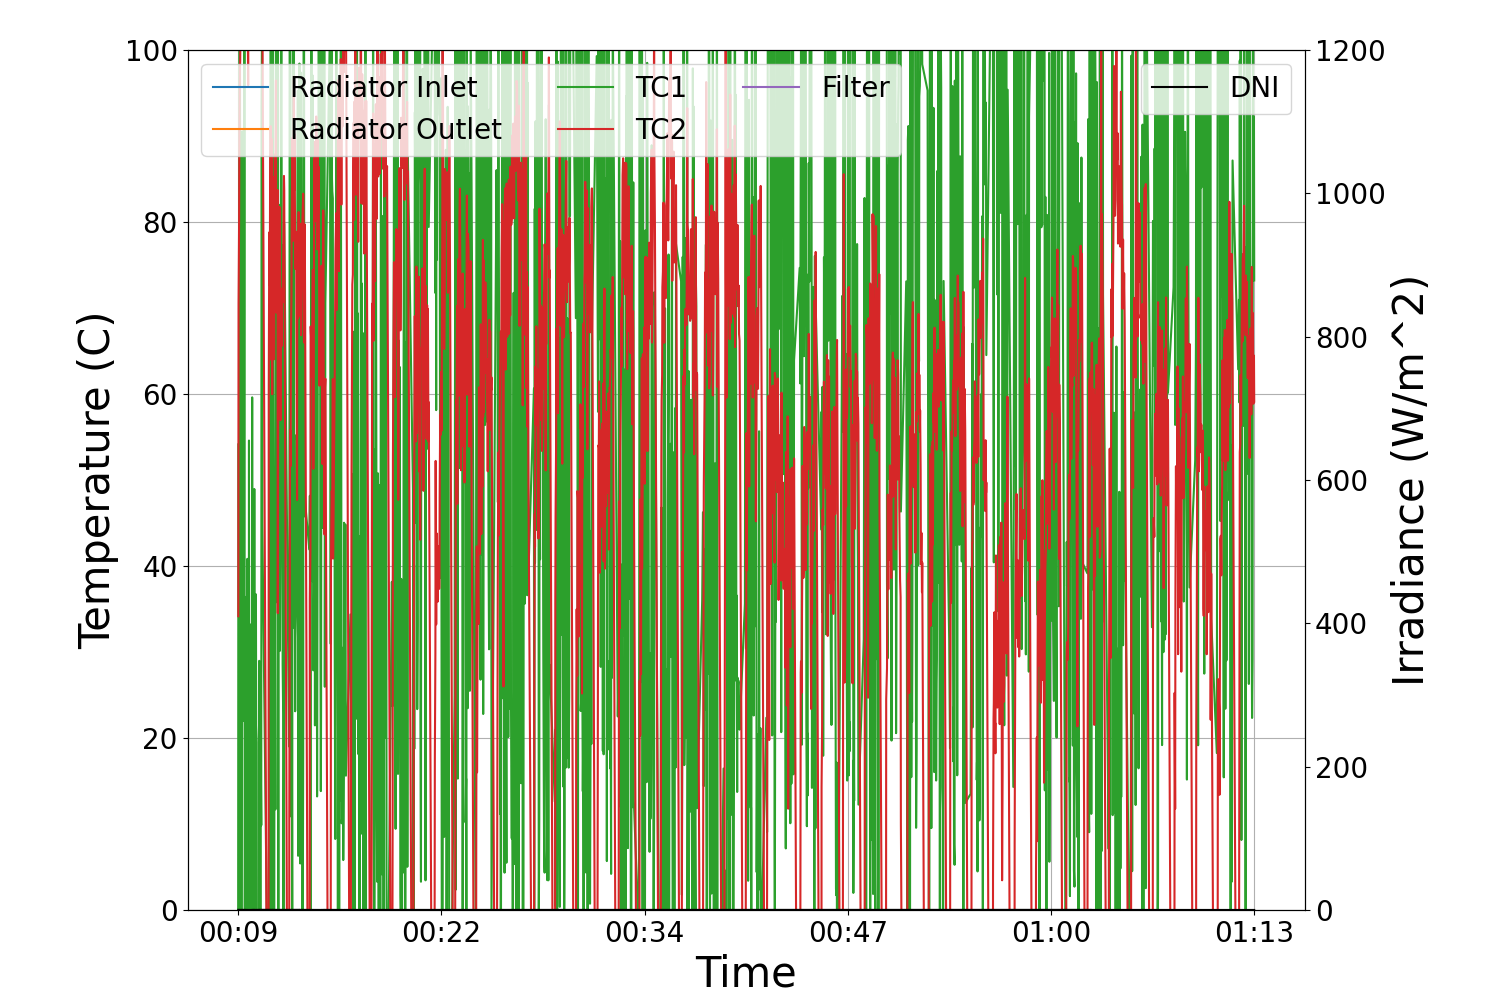 100
80
60
40
20
0
Temperature (C)
Radiator Inlet
Radiator Outlet
TC1
TC2
Filter
DNI
1200
1000
800
600
400
200
0
Irradiance (W/m^2)
00:09 00:22 00:34 00:47 01:00 01:13
Time